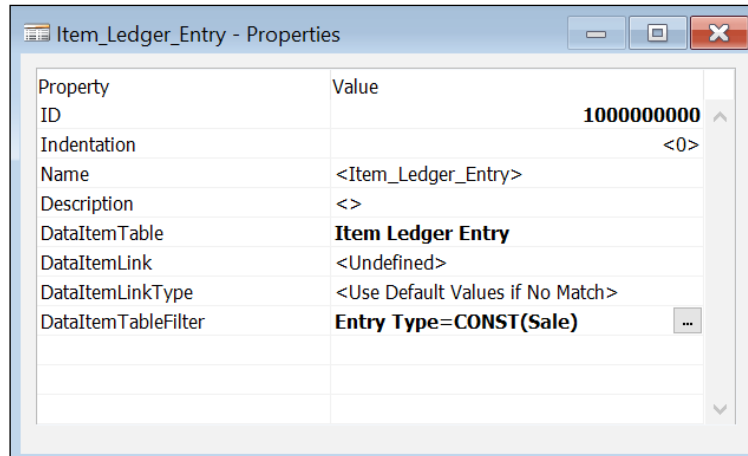 Item_Ledger_Entry - Properties
Property Value
ID 1000000000
Indentation <0>
Name <Item_Ledger_Entry>
Description <>
DataItemTable Item Ledger Entry
DataItemLink <Undefined>
DataItemLinkType <Use Default Values if No Match>
DataItemTableFilter Entry Type=CONST(Sale) ...